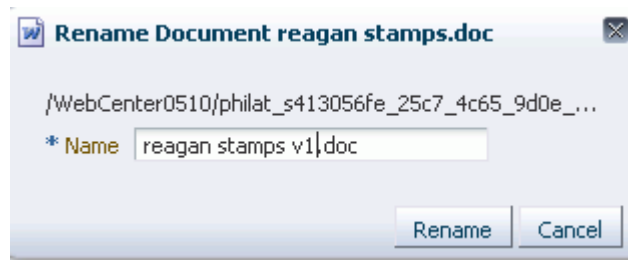 Rename Document reagan stamps.doc
/WebCenter0510/philat_s413056fe_25c7_4c65_9d0e_...
* Name reagan stamps v1.doc
Rename Cancel